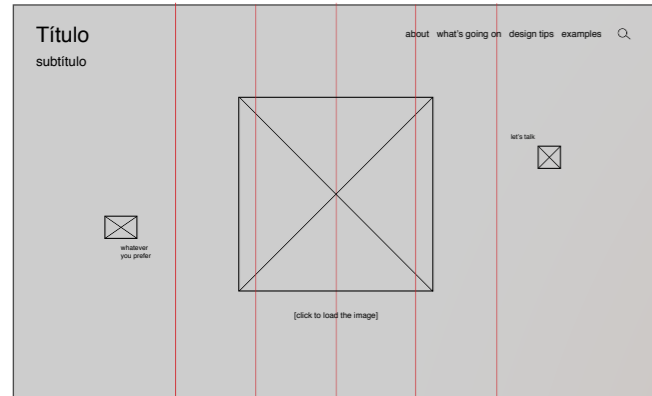 Título
subtítulo
about what's going on design tips examples
let's talk
whatever
you prefer
[click to load the image]